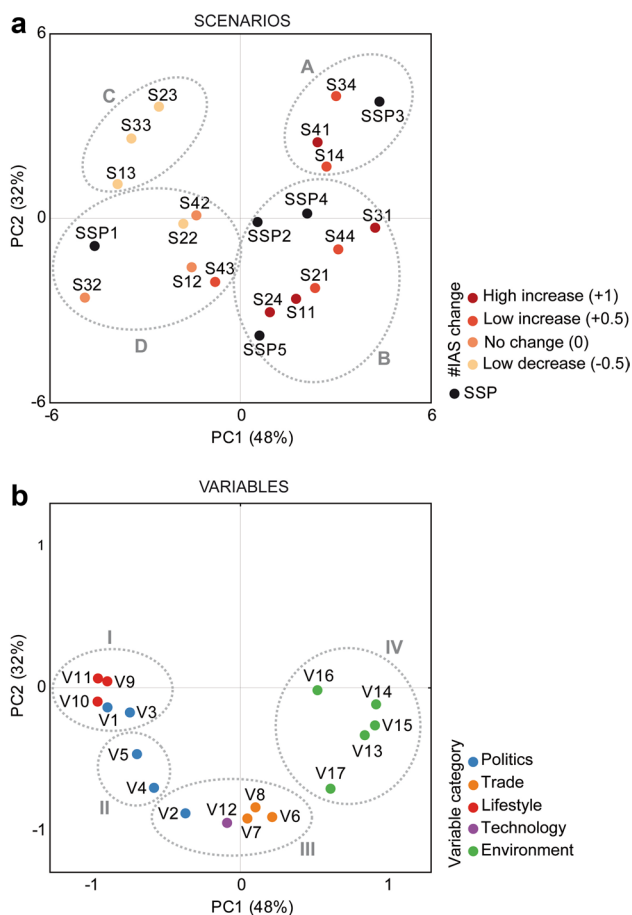 a
SCENARIOS
6
A
S34
SSP3
C
S23
S33
S41
S14
S13
S42
SSP4
S31
PC2 (32%)
0
SSP1
S22
SSP2
S44
S32
S12
S43
S21
S24
S11
D
SSP5
B
-6
-6
0
6
PC1 (48%)
#IAS change
High increase (+1)
Low increase (+0.5)
No change (0)
Low decrease (-0.5)
SSP
b
VARIABLES
1
I
IV
V11
V9
V16
V14
PC2 (32%)
0
V10
V1
V3
V15
V13
V5
V4
V17
II
V2
V12
V8
V7
V6
III
-1
-1
0
1
PC1 (48%)
Variable category
Politics
Trade
Lifestyle
Technology
Environment